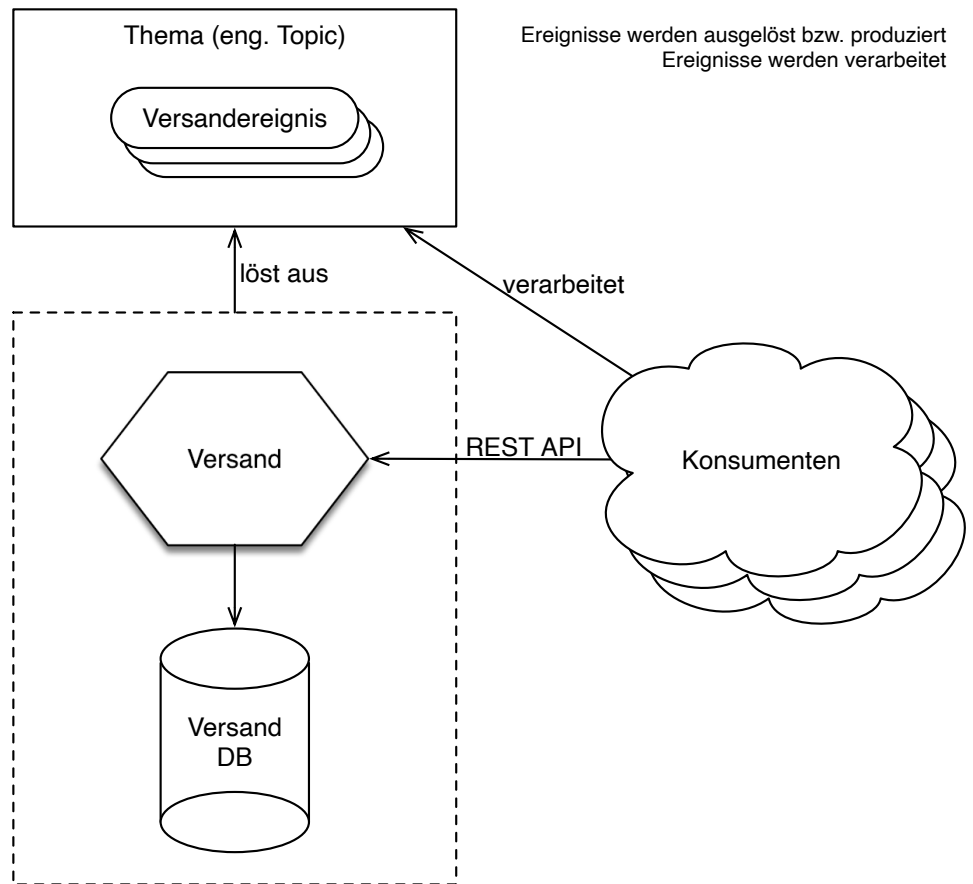 Thema (eng. Topic)
Ereignisse werden ausgelöst bzw. produziert
Ereignisse werden verarbeitet
Versandereignis
löst aus
verarbeitet
Versand
REST API
Konsumenten
Versand
DB